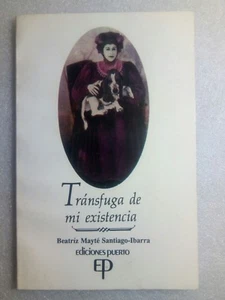 Tránsfuga de
mi existencia
Beatriz Mayté Santiago-Ibarra
ediciones PUERTO
EP